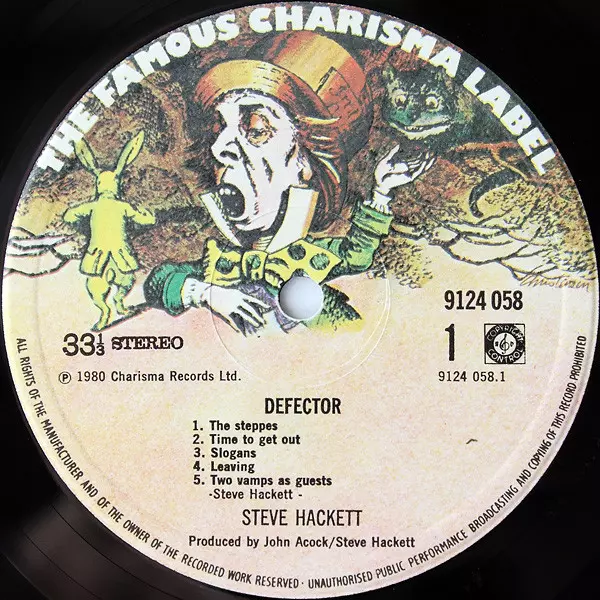 THE FAMOUS CHARISMA LABEL
9124 058
33⅓ STEREO
1
COPYRIGHT CONTROL
℗ 1980 Charisma Records Ltd.
9124 058.1
DEFECTOR
1. The steppes
2. Time to get out
3. Slogans
4. Leaving
5. Two vamps as guests
-Steve Hackett -
STEVE HACKETT
Produced by John Acock/Steve Hackett
ALL RIGHTS OF THE MANUFACTURER AND OF THE OWNER OF THE RECORDED WORK RESERVED · UNAUTHORISED PUBLIC PERFORMANCE BROADCASTING AND COPYING OF THIS RECORD PROHIBITED